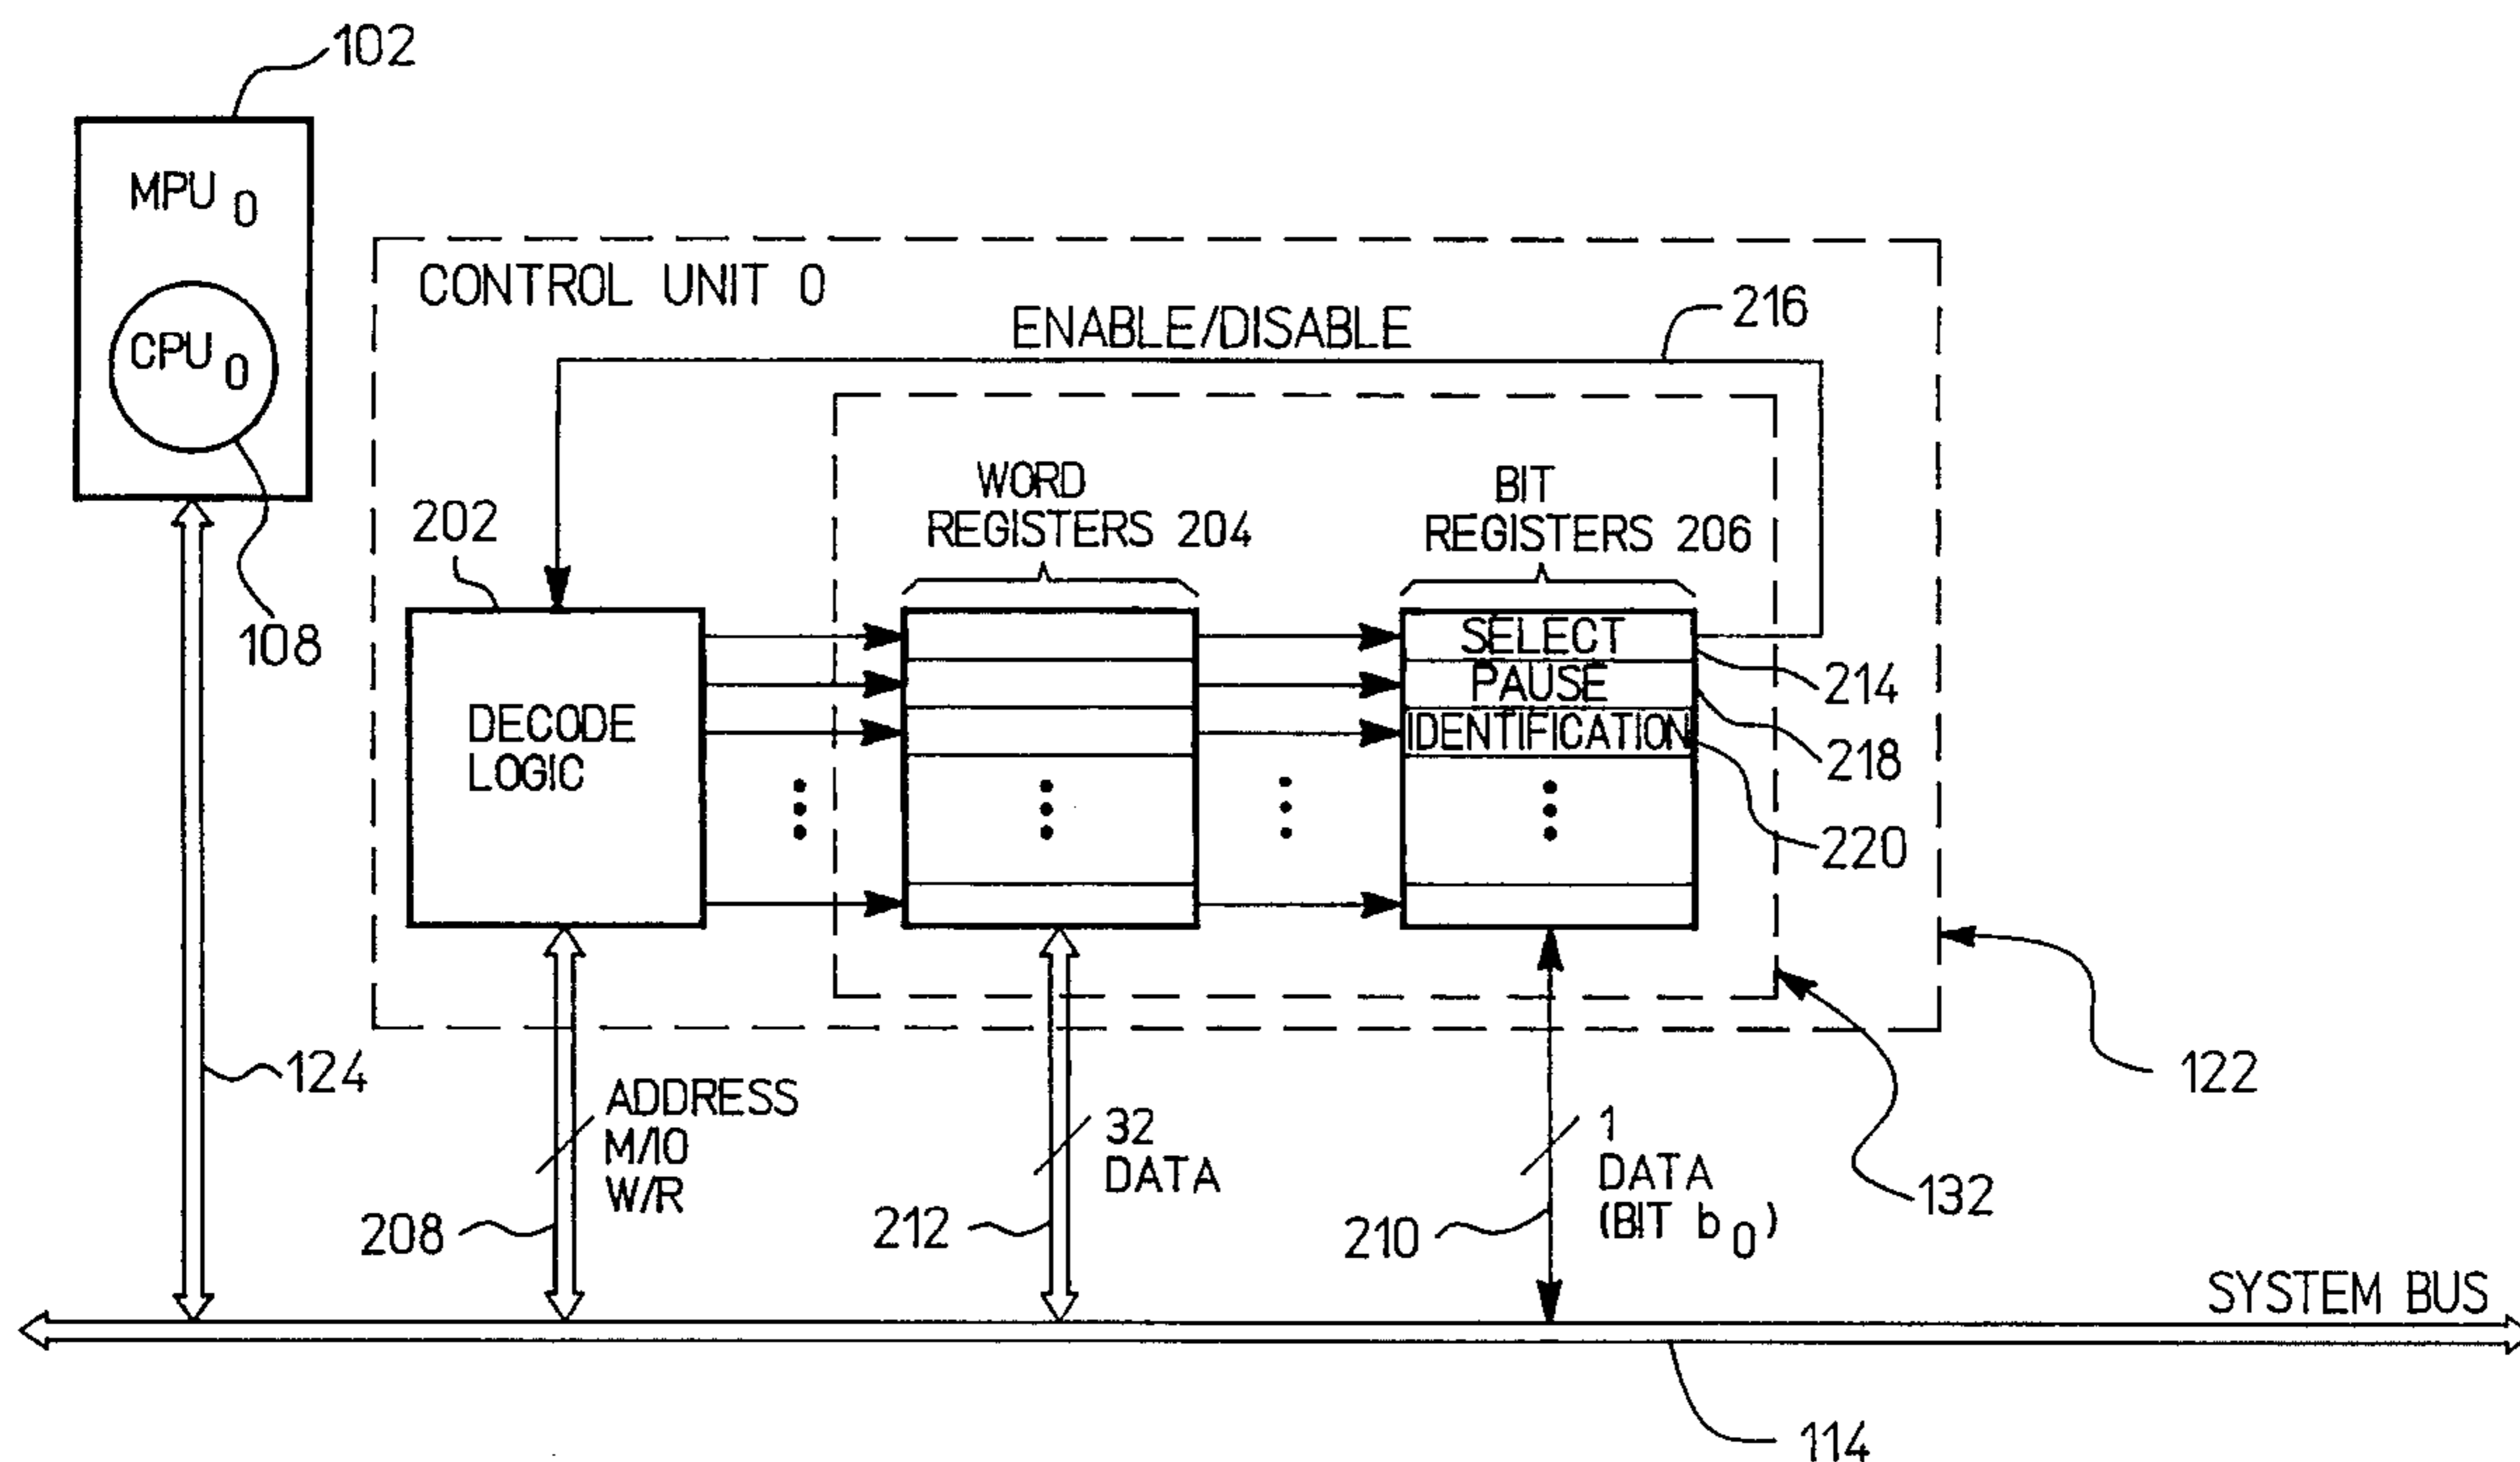 102
MPU 0
CPU 0
108
CONTROL UNIT 0
ENABLE/DISABLE
216
202
WORD
REGISTERS 204
BIT
REGISTERS 206
DECODE
LOGIC
SELECT
PAUSE
IDENTIFICATION
214
218
220
124
ADDRESS
M/IO
W/R
208
32
DATA
212
1
DATA
(BIT b0)
210
132
122
SYSTEM BUS
114